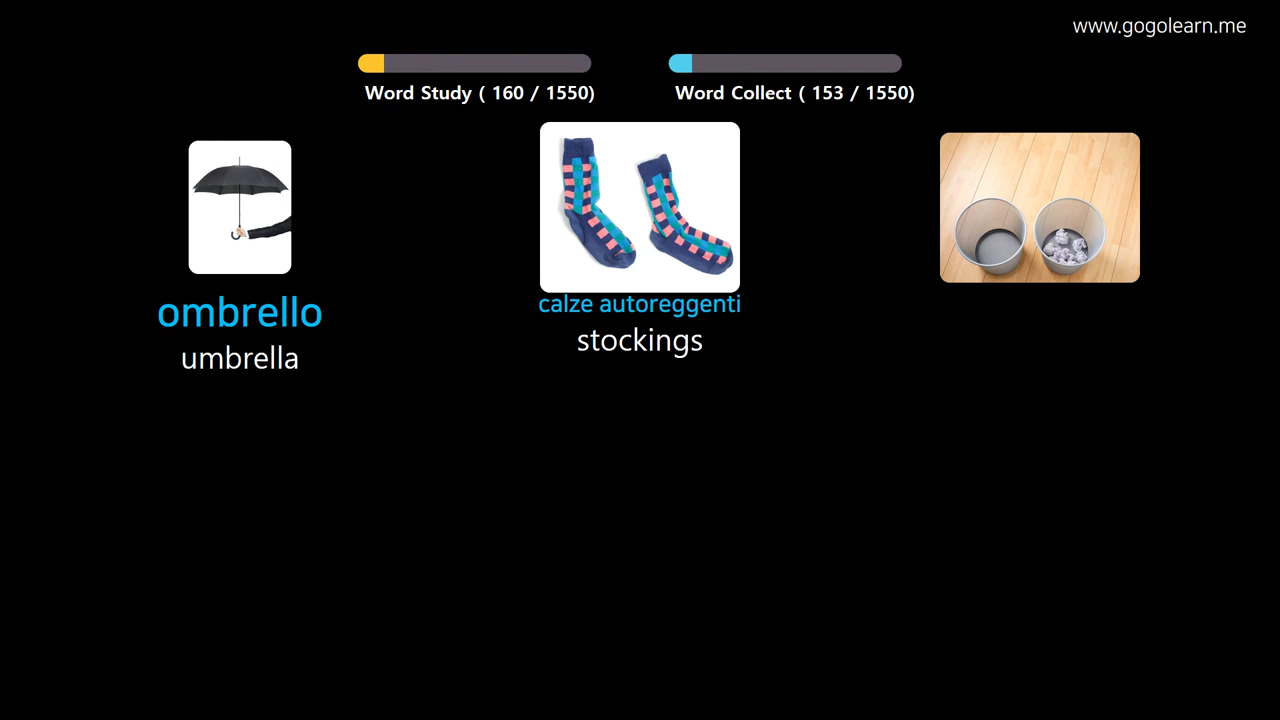 www.gogolearn.me
Word Study ( 160 / 1550)
Word Collect ( 153 / 1550)
ombrello
umbrella
calze autoreggenti
stockings